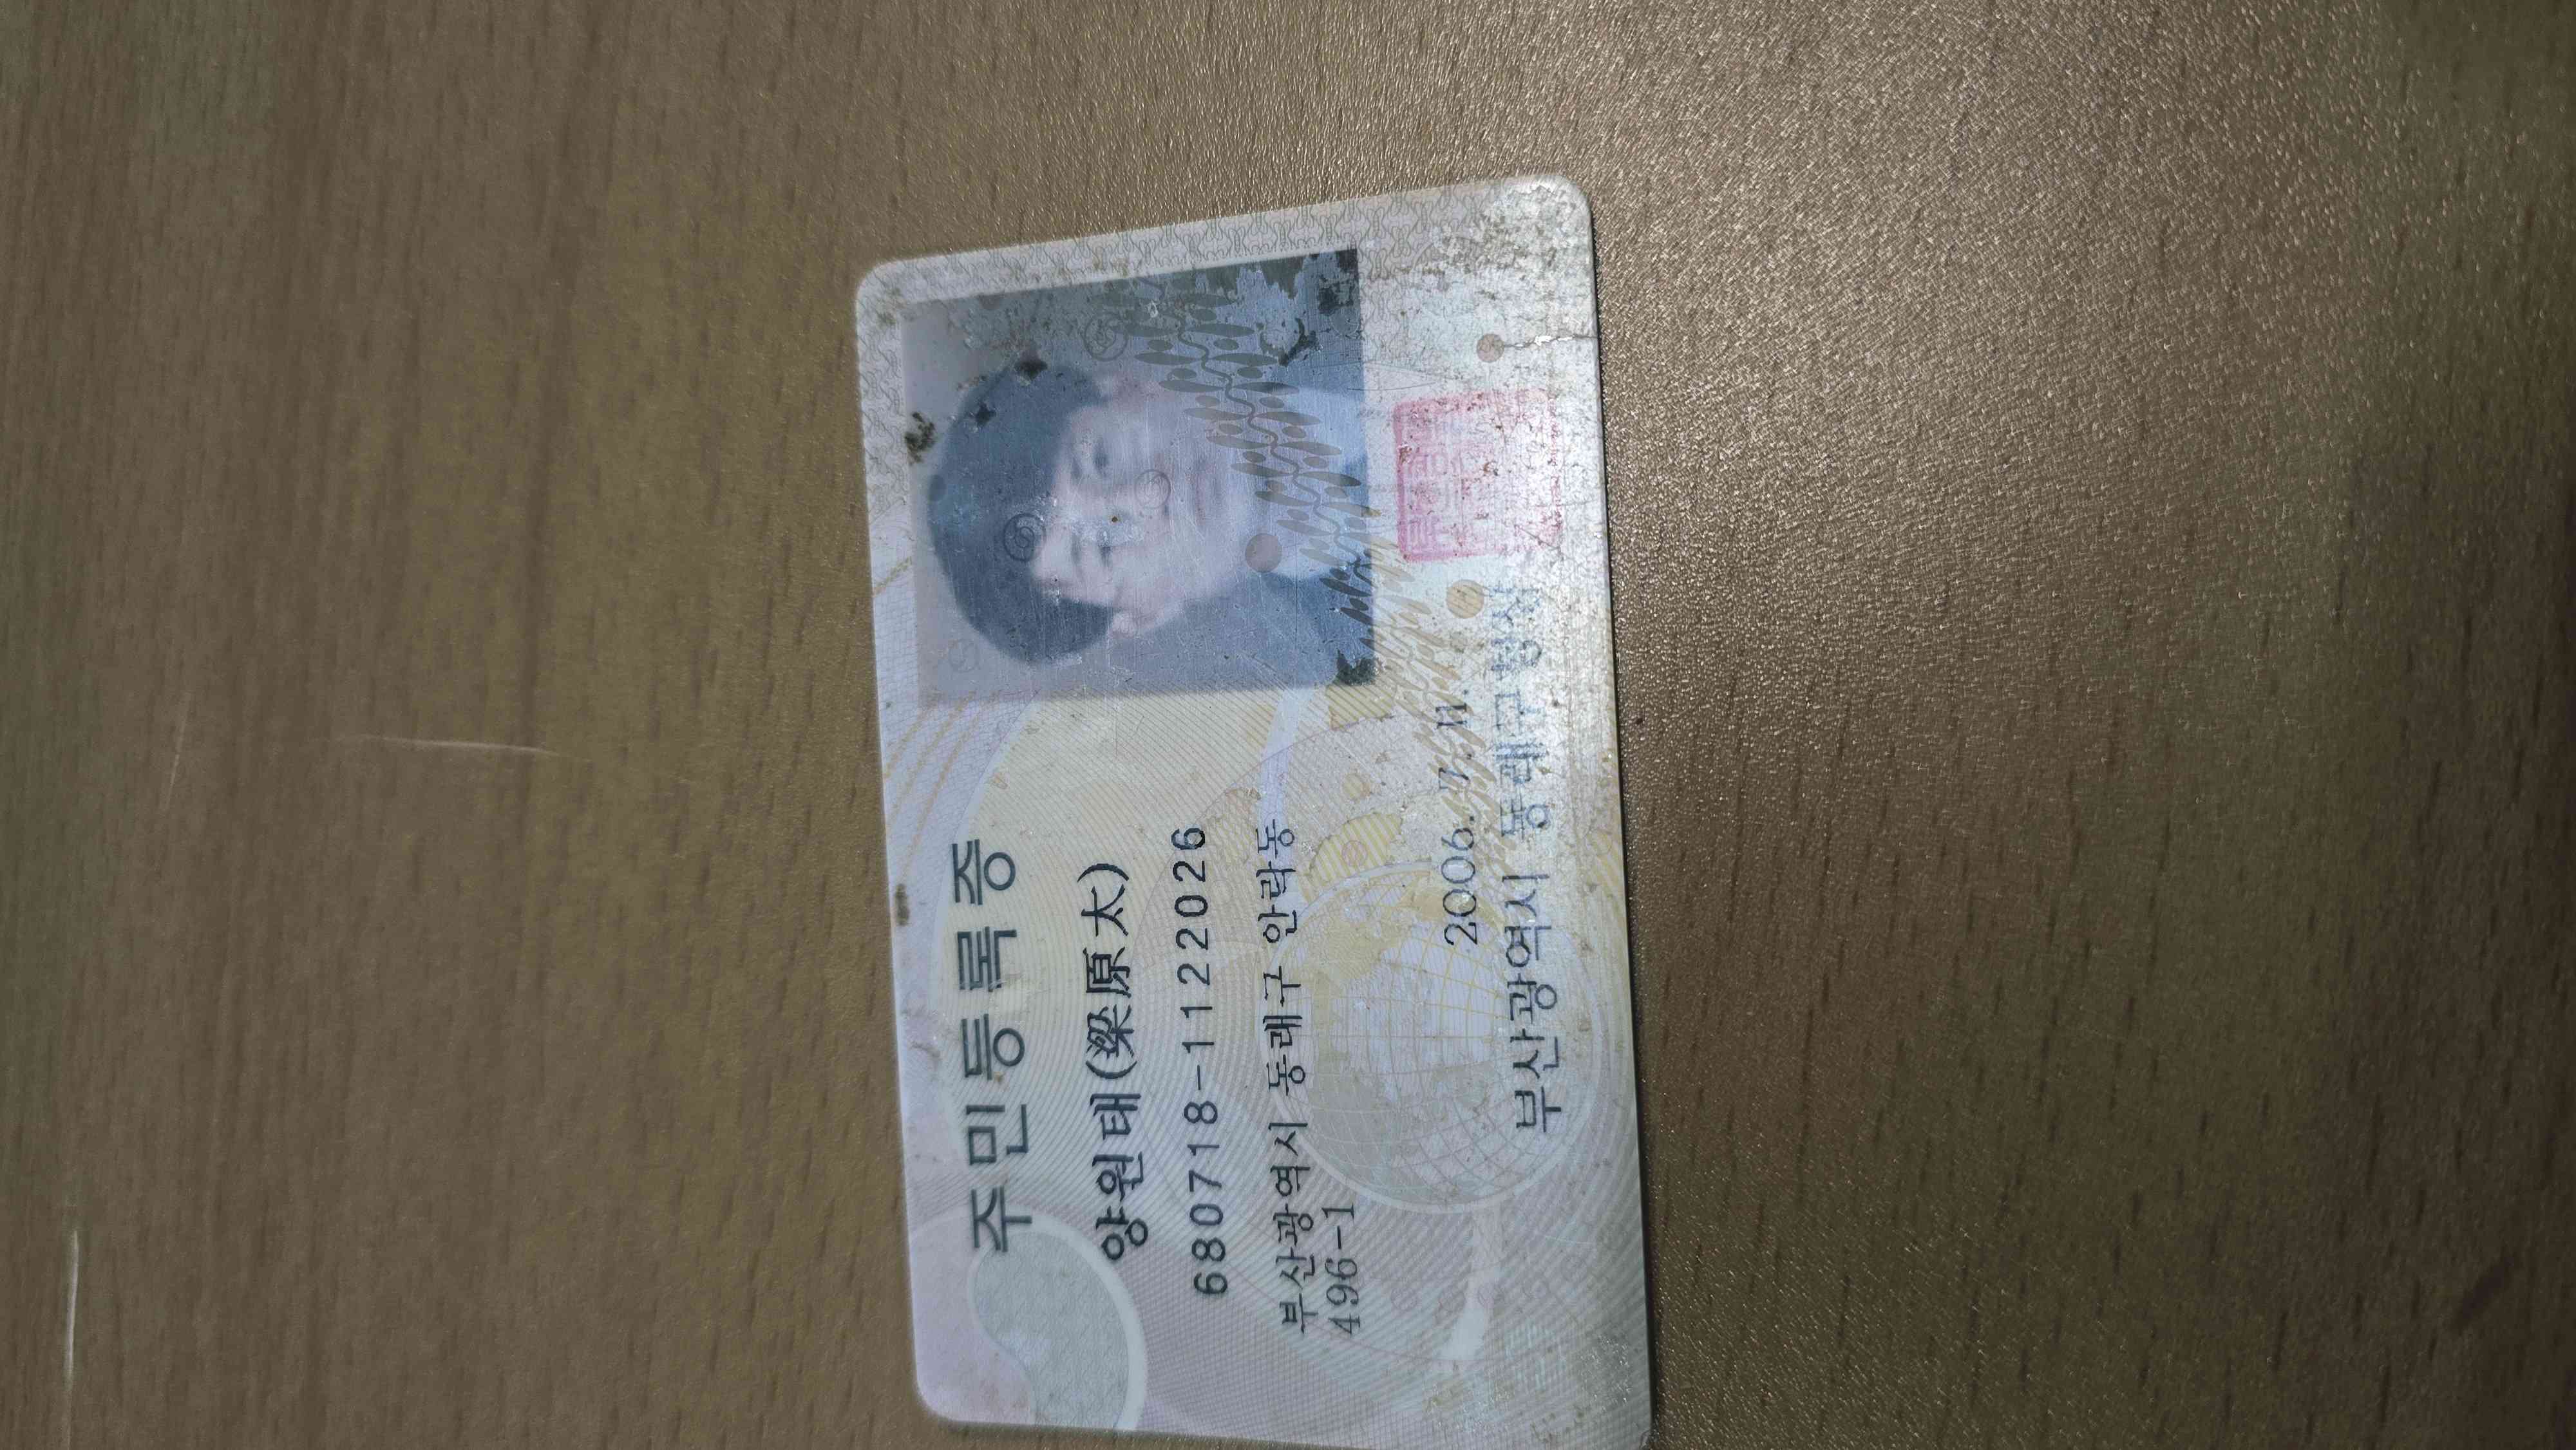 주민등록증
양원태(梁原太)
680718-1122026
부산광역시 동래구 안락동
496-1
2006.7.11.
부산광역시 동래구청장